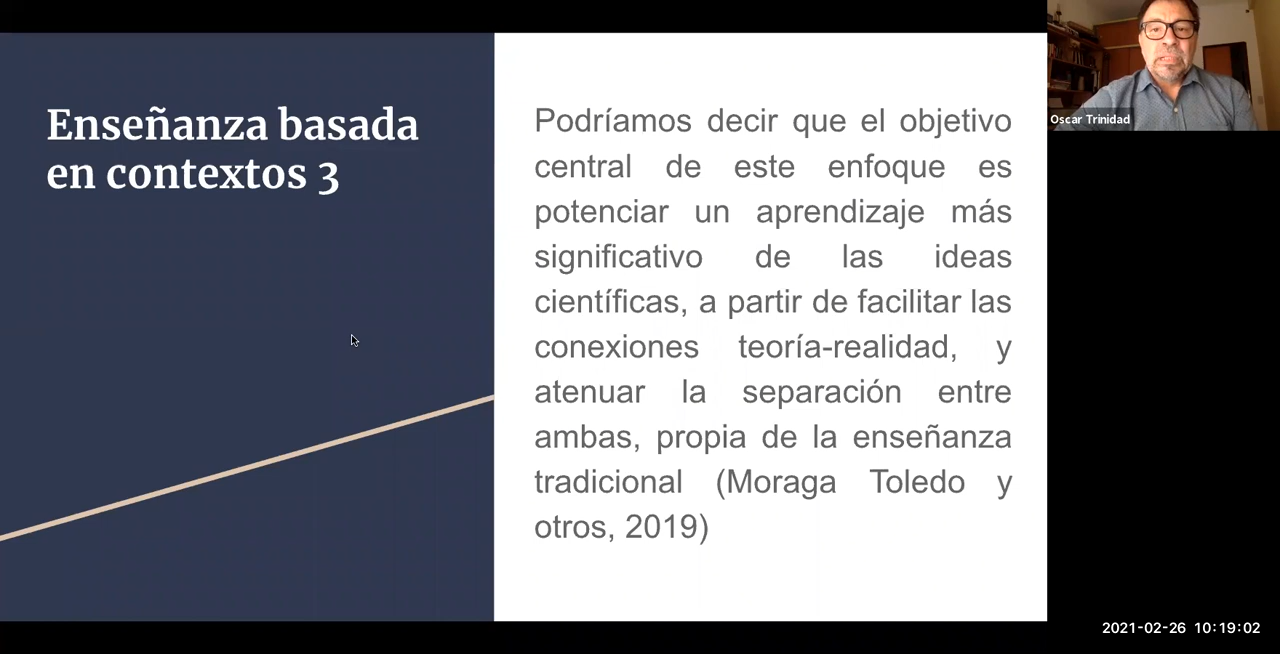 Enseñanza basada
en contextos 3
Podríamos decir que el objetivo
central de este enfoque es
potenciar un aprendizaje más
significativo de las ideas
científicas, a partir de facilitar las
conexiones teoría-realidad, y
atenuar la separación entre
ambas, propia de la enseñanza
tradicional (Moraga Toledo y
otros, 2019)
Oscar Trinidad
2021-02-26 10:19:02